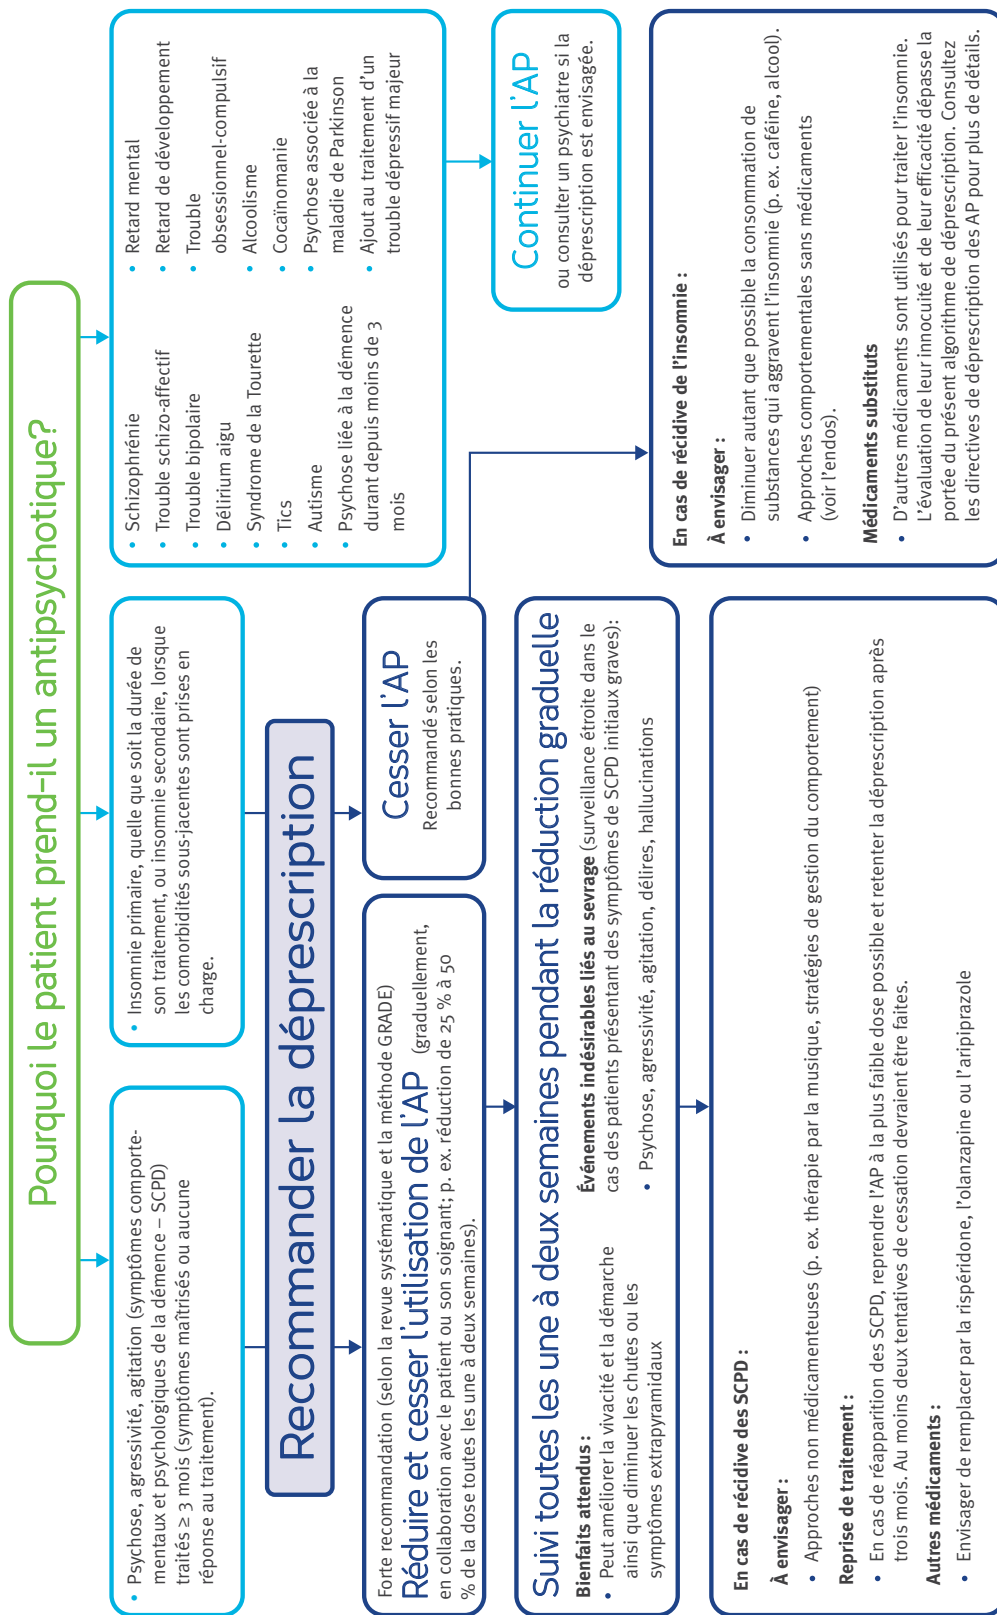 Pourquoi le patient prend-il un antipsychotique?
• Psychose, agressivité, agitation (symptômes comporte-
mentaux et psychologiques de la démence – SCPD)
traités ≥ 3 mois (symptômes maîtrisés ou aucune
réponse au traitement).
• Insomnie primaire, quelle que soit la durée de
son traitement, ou insomnie secondaire, lorsque
les comorbidités sous-jacentes sont prises en
charge.
• Schizophrénie
• Trouble schizo-affectif
• Trouble bipolaire
• Délirium aigu
• Syndrome de la Tourette
• Tics
• Autisme
• Psychose liée à la démence
durant depuis moins de 3
mois
• Retard mental
• Retard de développement
• Trouble
obsessionnel-compulsif
• Alcoolisme
• Cocaïnomanie
• Psychose associée à la
maladie de Parkinson
• Ajout au traitement d'un
trouble dépressif majeur
Recommander la déprescription
Forte recommandation (selon la revue systématique et la méthode GRADE)
Réduire et cesser l'utilisation de l'AP (graduellement,
en collaboration avec le patient ou son soignant; p. ex. réduction de 25 % à 50
% de la dose toutes les une à deux semaines).
Cesser l'AP
Recommandé selon les
bonnes pratiques.
Continuer l'AP
ou consulter un psychiatre si la
déprescription est envisagée.
Suivi toutes les une à deux semaines pendant la réduction graduelle
Bienfaits attendus :
• Peut améliorer la vivacité et la démarche
ainsi que diminuer les chutes ou les
symptômes extrapyramidaux
Événements indésirables liés au sevrage (surveillance étroite dans le
cas des patients présentant des symptômes de SCPD initiaux graves):
• Psychose, agressivité, agitation, délires, hallucinations
En cas de récidive des SCPD :
À envisager :
• Approches non médicamenteuses (p. ex. thérapie par la musique, stratégies de gestion du comportement)
Reprise de traitement :
• En cas de réapparition des SCPD, reprendre l'AP à la plus faible dose possible et retenter la déprescription après
trois mois. Au moins deux tentatives de cessation devraient être faites.
Autres médicaments :
• Envisager de remplacer par la rispéridone, l'olanzapine ou l'aripiprazole
En cas de récidive de l'insomnie :
À envisager :
• Diminuer autant que possible la consommation de
substances qui aggravent l'insomnie (p. ex. caféine, alcool).
• Approches comportementales sans médicaments
(voir l'endos).
Médicaments substituts
• D'autres médicaments sont utilisés pour traiter l'insomnie.
L'évaluation de leur innocuité et de leur efficacité dépasse la
portée du présent algorithme de déprescription. Consultez
les directives de déprescription des AP pour plus de détails.